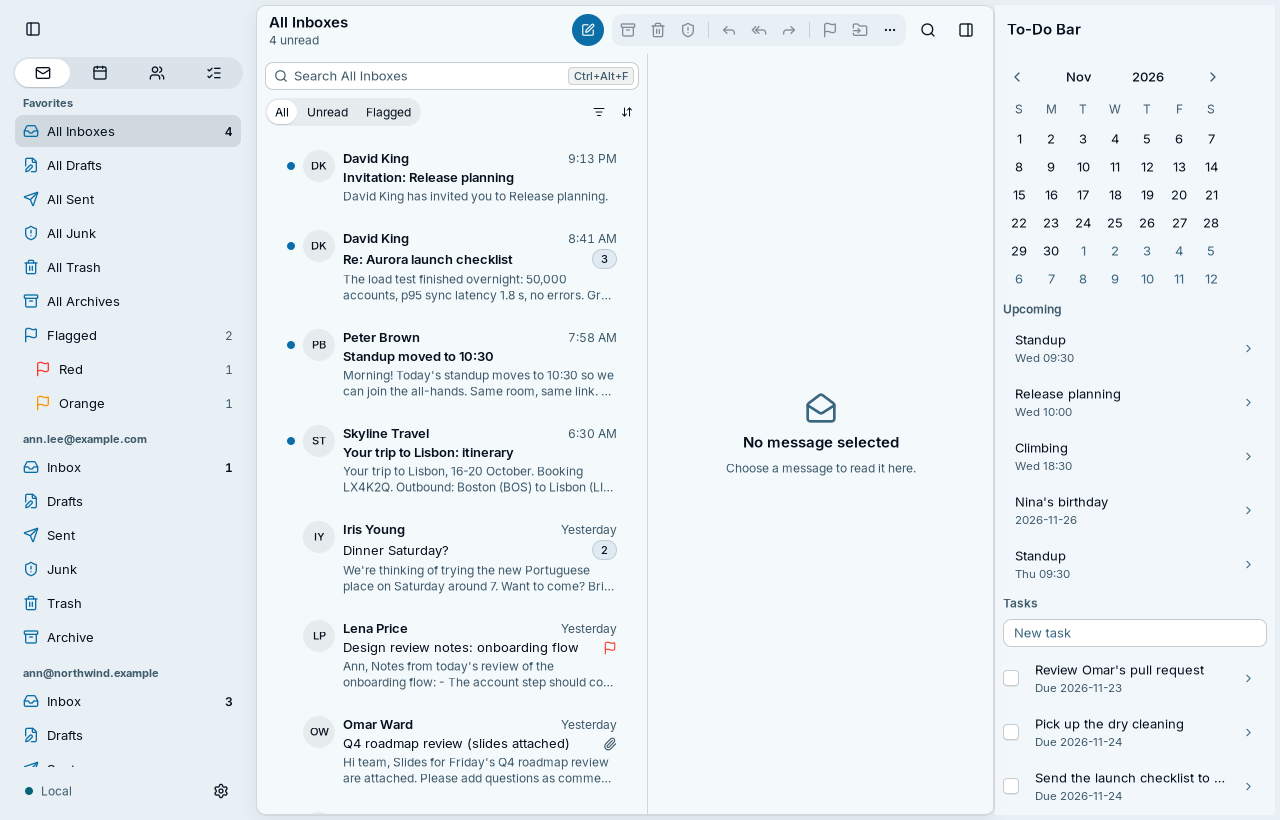 Favorites
All Inboxes 4
All Drafts
All Sent
All Junk
All Trash
All Archives
Flagged 2
Red 1
Orange 1
ann.lee@example.com
Inbox 1
Drafts
Sent
Junk
Trash
Archive
ann@northwind.example
Inbox 3
Drafts
Local
All Inboxes
4 unread
Search All Inboxes Ctrl+Alt+F
All Unread Flagged
David King 9:13 PM
DK
Invitation: Release planning
David King has invited you to Release planning.
David King 8:41 AM
DK
Re: Aurora launch checklist 3
The load test finished overnight: 50,000
accounts, p95 sync latency 1.8 s, no errors. Gr…
Peter Brown 7:58 AM
PB
Standup moved to 10:30
Morning! Today's standup moves to 10:30 so we
can join the all-hands. Same room, same link. …
Skyline Travel 6:30 AM
ST
Your trip to Lisbon: itinerary
Your trip to Lisbon, 16-20 October. Booking
LX4K2Q. Outbound: Boston (BOS) to Lisbon (LI…
Iris Young Yesterday
IY
Dinner Saturday? 2
We're thinking of trying the new Portuguese
place on Saturday around 7. Want to come? Bri…
Lena Price Yesterday
LP
Design review notes: onboarding flow
Ann, Notes from today's review of the
onboarding flow: - The account step should co…
Omar Ward Yesterday
OW
Q4 roadmap review (slides attached)
Hi team, Slides for Friday's Q4 roadmap review
are attached. Please add questions as comme…
No message selected
Choose a message to read it here.
To-Do Bar
Nov 2026
S M T W T F S
1 2 3 4 5 6 7
8 9 10 11 12 13 14
15 16 17 18 19 20 21
22 23 24 25 26 27 28
29 30 1 2 3 4 5
6 7 8 9 10 11 12
Upcoming
Standup
Wed 09:30
Release planning
Wed 10:00
Climbing
Wed 18:30
Nina's birthday
2026-11-26
Standup
Thu 09:30
Tasks
New task
Review Omar's pull request
Due 2026-11-23
Pick up the dry cleaning
Due 2026-11-24
Send the launch checklist to …
Due 2026-11-24